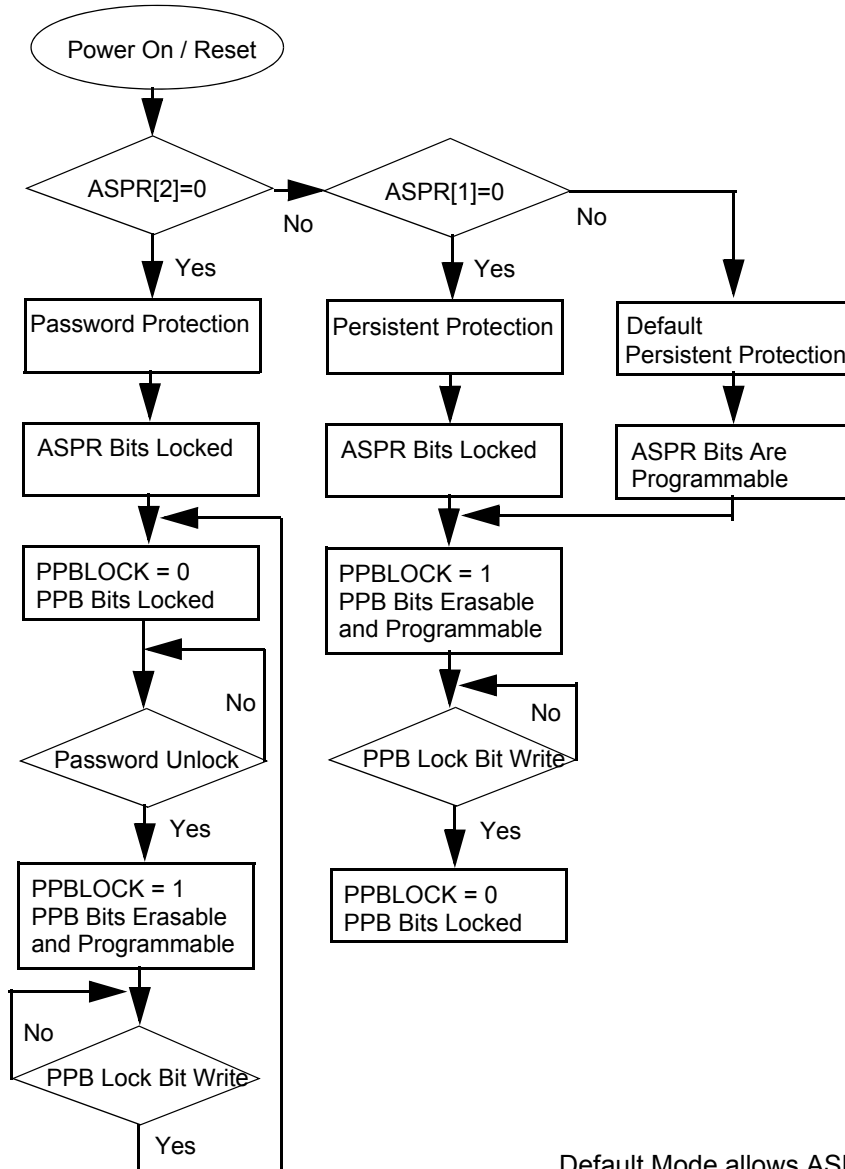 Power On / Reset
ASPR[2]=0
ASPR[1]=0
No
No
Yes
Yes
Password Protection
Persistent Protection
Default
Persistent Protection
ASPR Bits Locked
ASPR Bits Locked
ASPR Bits Are
Programmable
PPBLOCK = 0
PPB Bits Locked
PPBLOCK = 1
PPB Bits Erasable
and Programmable
No
No
Password Unlock
PPB Lock Bit Write
Yes
Yes
PPBLOCK = 1
PPB Bits Erasable
and Programmable
PPBLOCK = 0
PPB Bits Locked
No
PPB Lock Bit Write
Yes
Default Mode allows